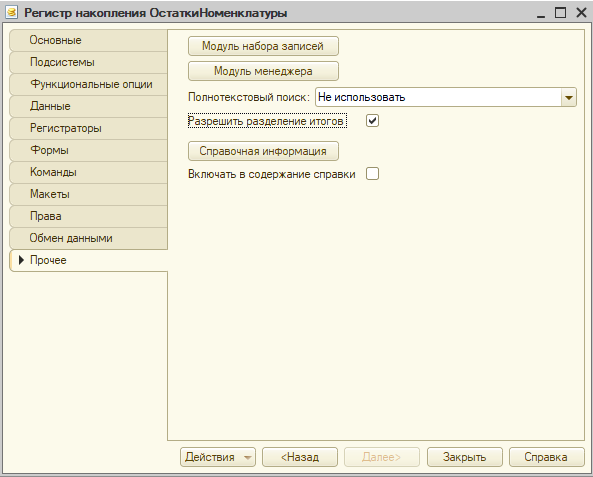 Регистр накопления ОстаткиНоменклатуры
Основные
Подсистемы
Функциональные опции
Данные
Регистраторы
Формы
Команды
Макеты
Права
Обмен данными
Прочее
Модуль набора записей
Модуль менеджера
Полнотекстовый поиск: Не использовать
Разрешить разделение итогов
Справочная информация
Включать в содержание справки
Действия
<Назад
Далее>
Закрыть
Справка